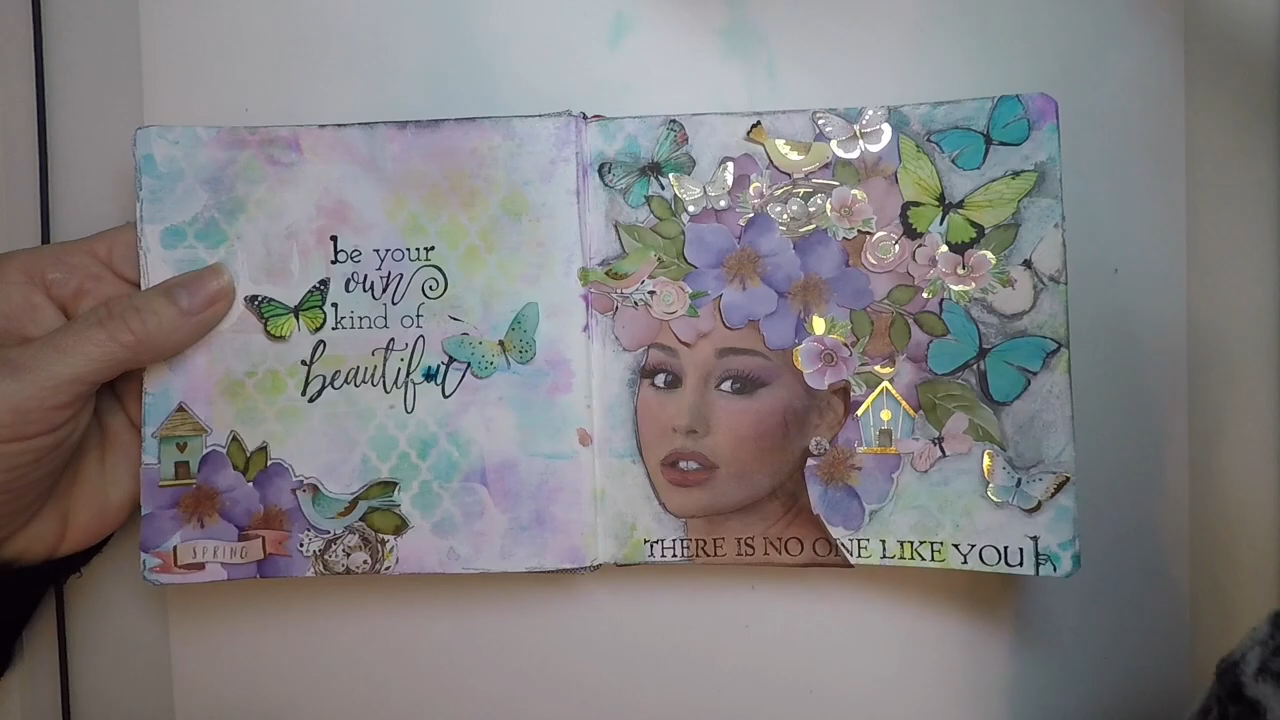 be your
own
kind of
beautiful
SPRING
THERE IS NO ONE LIKE YOU